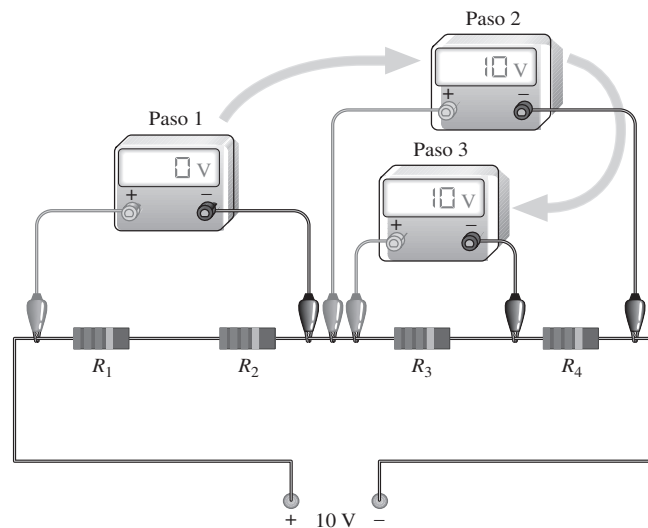 Paso 2
10 V
+ −
Paso 1
0 V
+ −
Paso 3
10 V
+ −
R1 R2 R3 R4
+ 10 V −